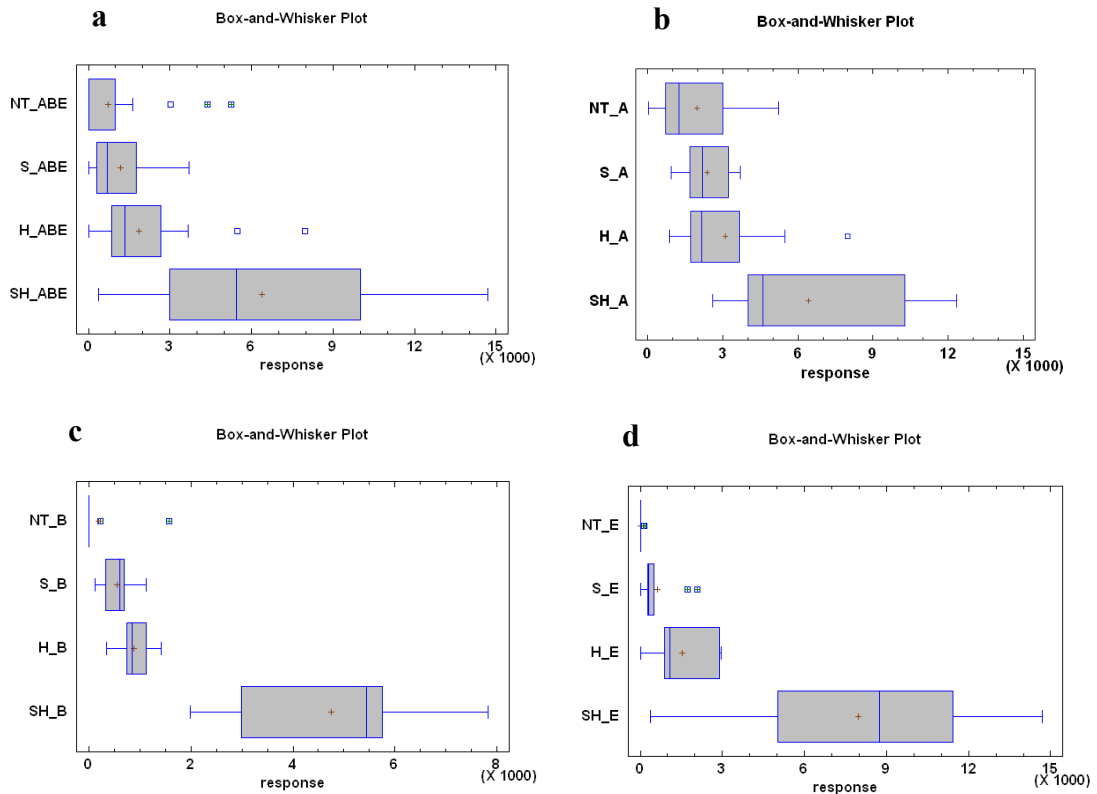 a
Box-and-Whisker Plot
NT_ABE
S_ABE
H_ABE
SH_ABE
0 3 6 9 12 15
(X 1000)
response
b
Box-and-Whisker Plot
NT_A
S_A
H_A
SH_A
0 3 6 9 12 15
(X 1000)
response
c
Box-and-Whisker Plot
NT_B
S_B
H_B
SH_B
0 2 4 6 8
(X 1000)
response
d
Box-and-Whisker Plot
NT_E
S_E
H_E
SH_E
0 3 6 9 12 15
(X 1000)
response